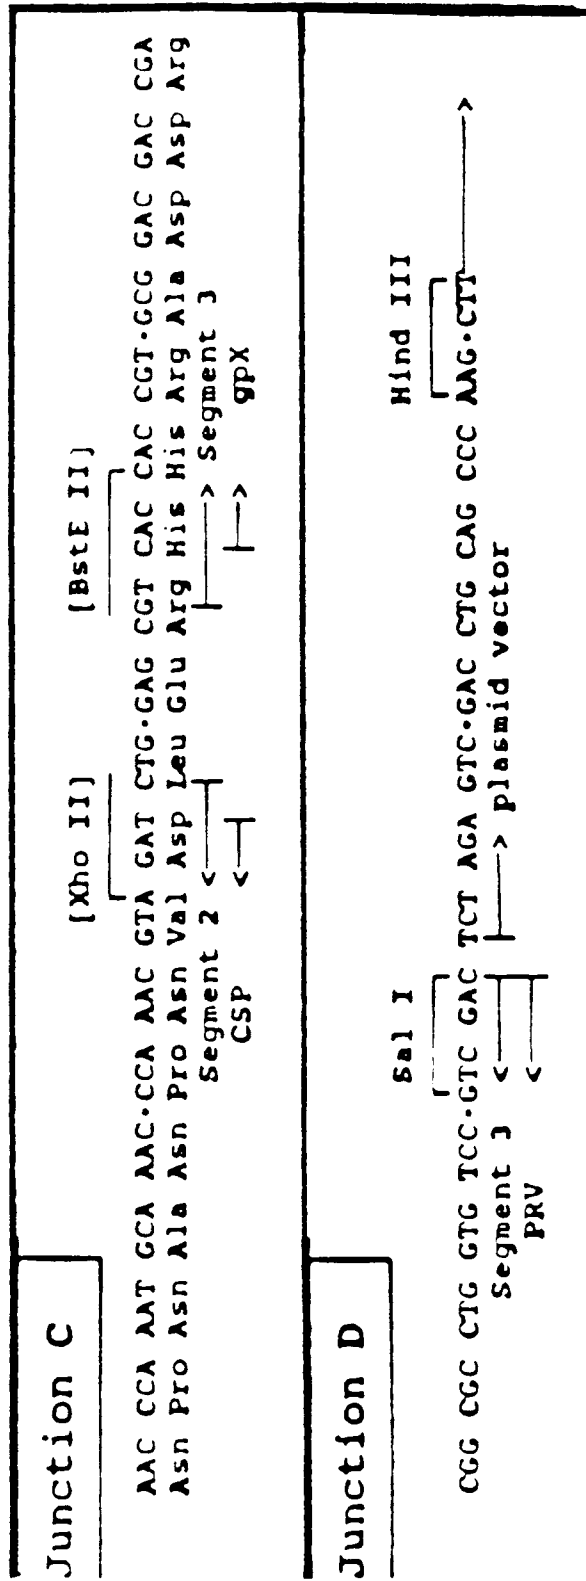 Junction C
[Xho II] [BstE II]
AAC CCA AAT GCA AAC·CCA AAC GTA GAT CTG·GAG CGT CAC CAC CGT·GCG GAC GAC CGA
Asn Pro Asn Ala Asn Pro Asn Val Asp Leu Glu Arg His His Arg Ala Asp Asp Arg
Segment 2 < > Segment 3
CSP < > gpX
Junction D
Sal I Hind III
CGG CGC CTG GTG TCC·GTC GAC TCT AGA GTC·GAC CTG CAG CCC AAG·CTT >
Segment 3 < > plasmid vector
PRV <